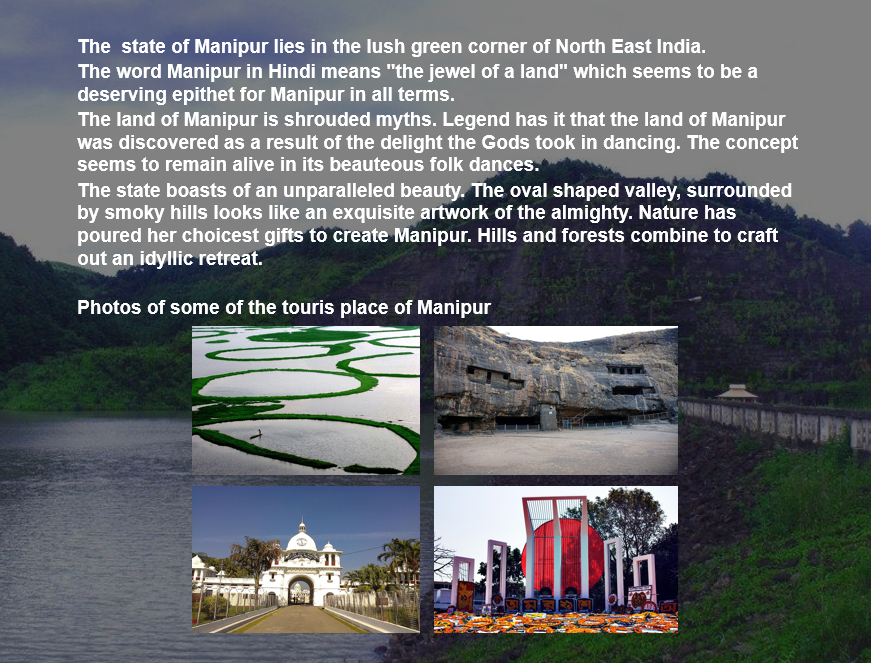 The  state of Manipur lies in the lush green corner of North East India.
The word Manipur in Hindi means "the jewel of a land" which seems to be a
deserving epithet for Manipur in all terms.
The land of Manipur is shrouded myths. Legend has it that the land of Manipur
was discovered as a result of the delight the Gods took in dancing. The concept
seems to remain alive in its beauteous folk dances.
The state boasts of an unparalleled beauty. The oval shaped valley, surrounded
by smoky hills looks like an exquisite artwork of the almighty. Nature has
poured her choicest gifts to create Manipur. Hills and forests combine to craft
out an idyllic retreat.
Photos of some of the touris place of Manipur